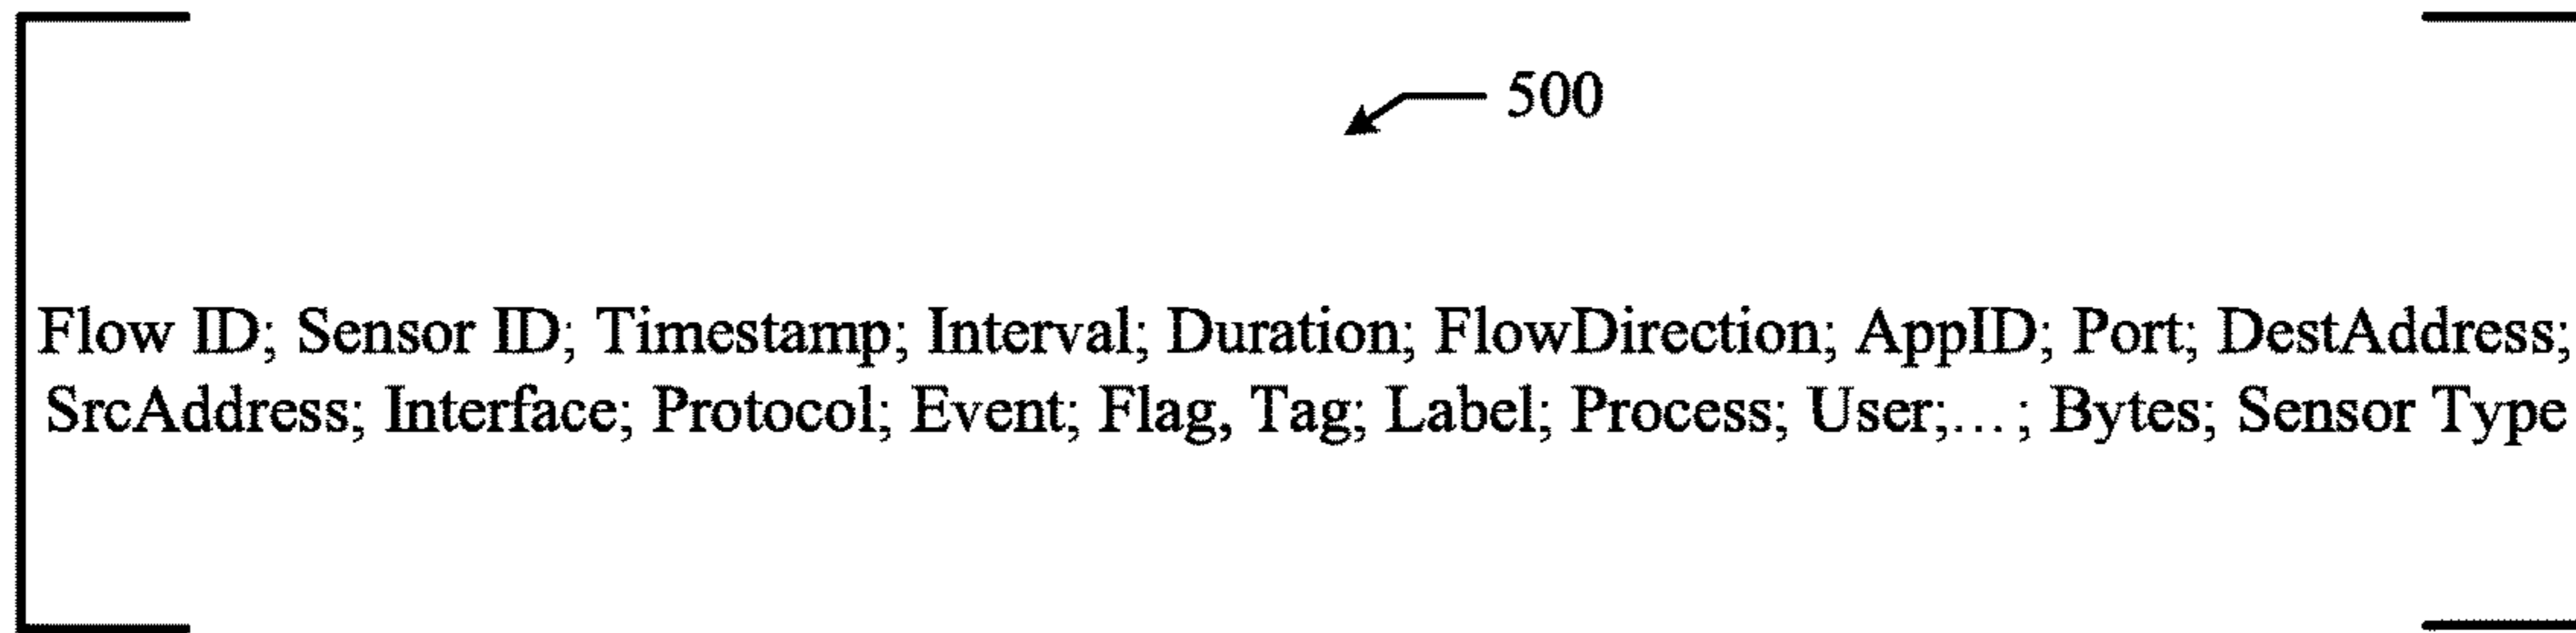 500
Flow ID; Sensor ID; Timestamp; Interval; Duration; FlowDirection; AppID; Port; DestAddress;
SrcAddress; Interface; Protocol; Event; Flag, Tag; Label; Process; User;...; Bytes; Sensor Type